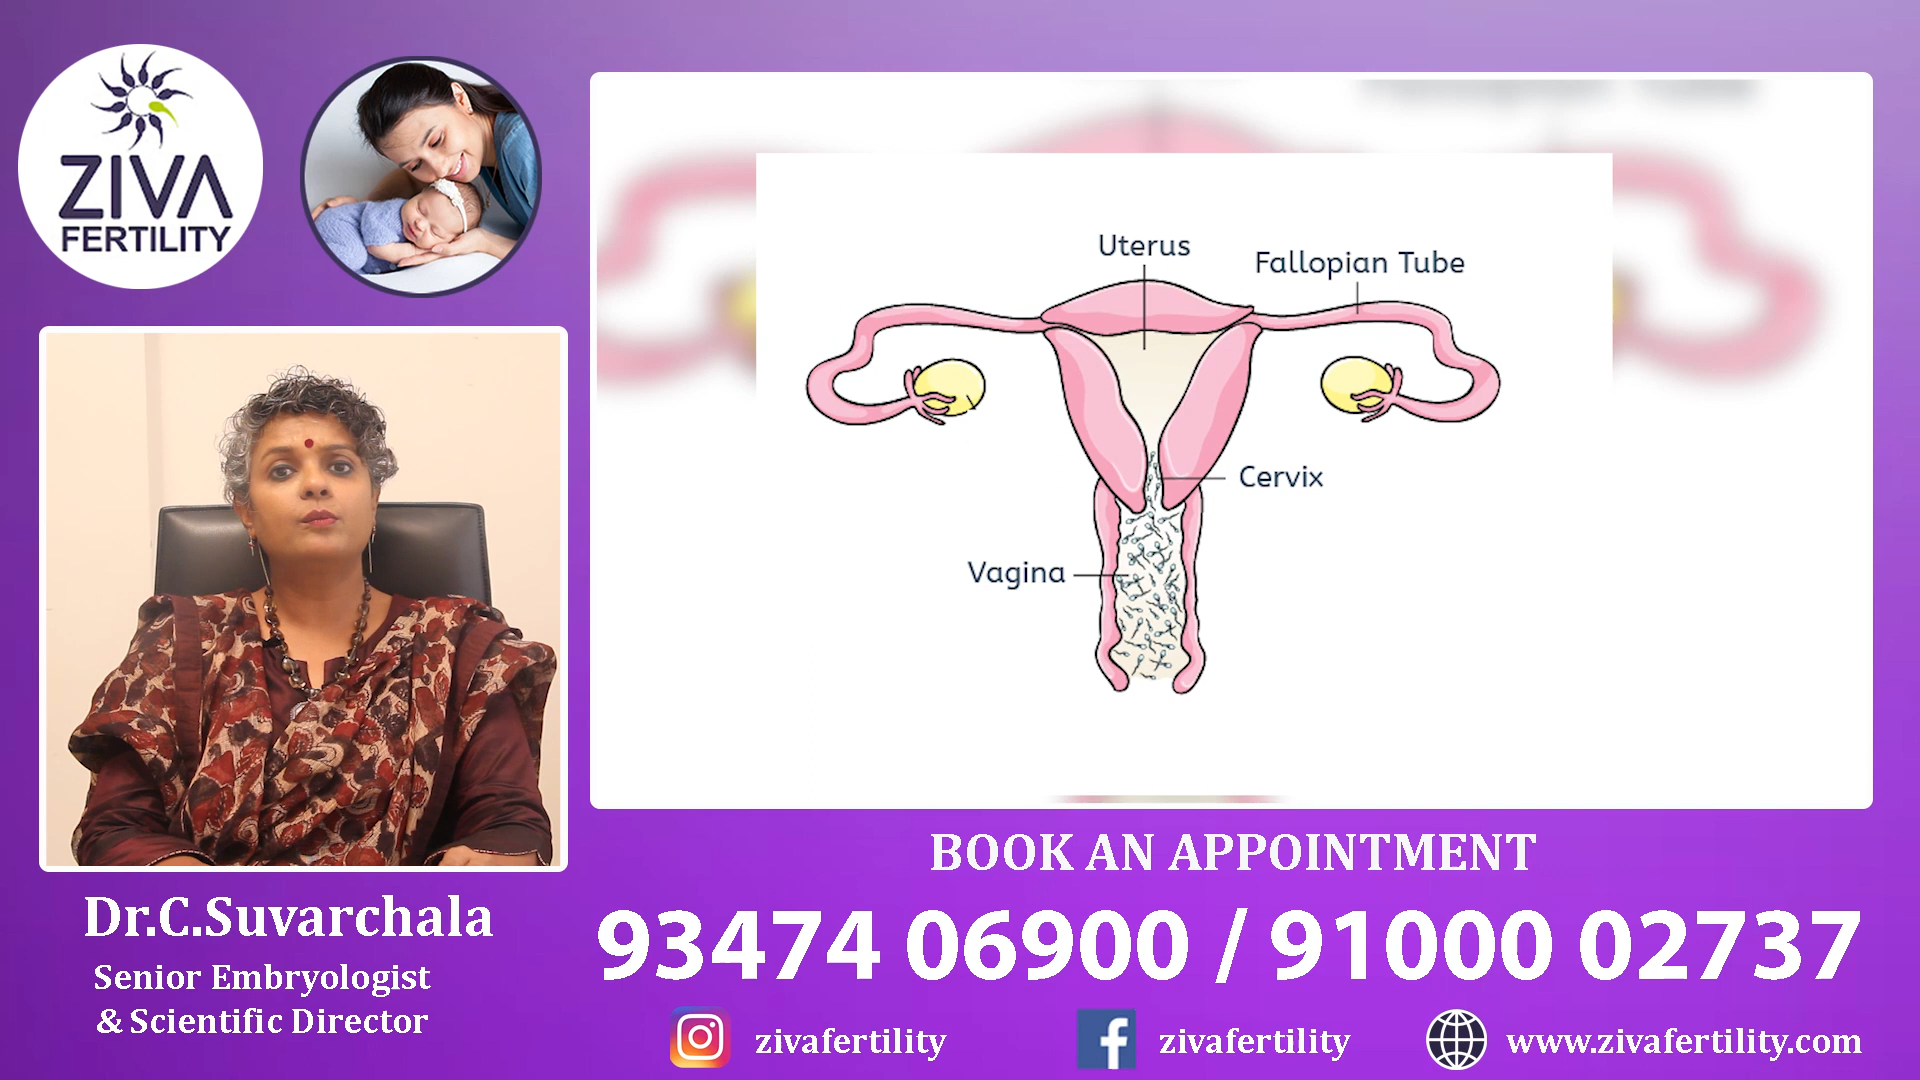 ZIVA
FERTILITY
Uterus
Fallopian Tube
Cervix
Vagina
Dr.C.Suvarchala
Senior Embryologist
& Scientific Director
BOOK AN APPOINTMENT
93474 06900 / 91000 02737
zivafertility
zivafertility
www.zivafertility.com